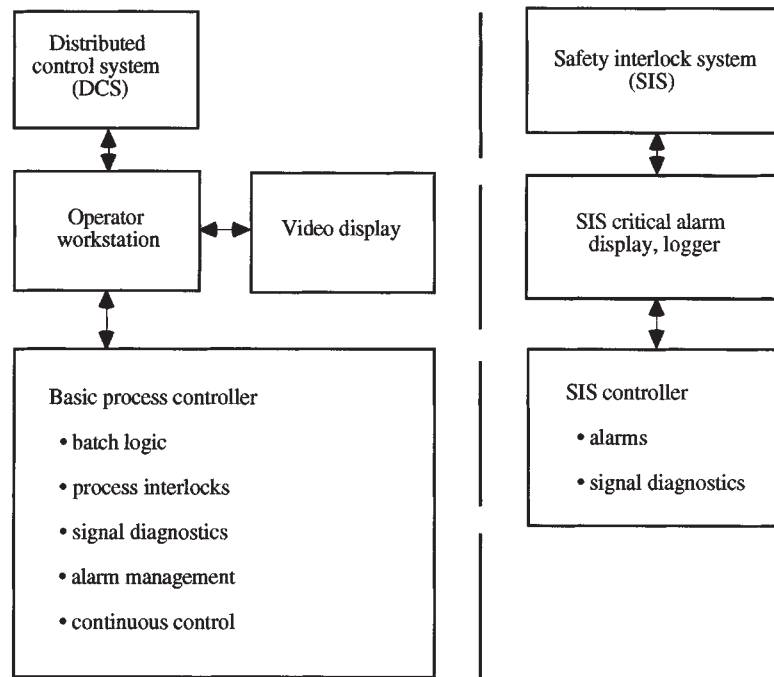 Distributed
control system
(DCS)
Operator
workstation
Video display
Basic process controller
• batch logic
• process interlocks
• signal diagnostics
• alarm management
• continuous control
Safety interlock system
(SIS)
SIS critical alarm
display, logger
SIS controller
• alarms
• signal diagnostics